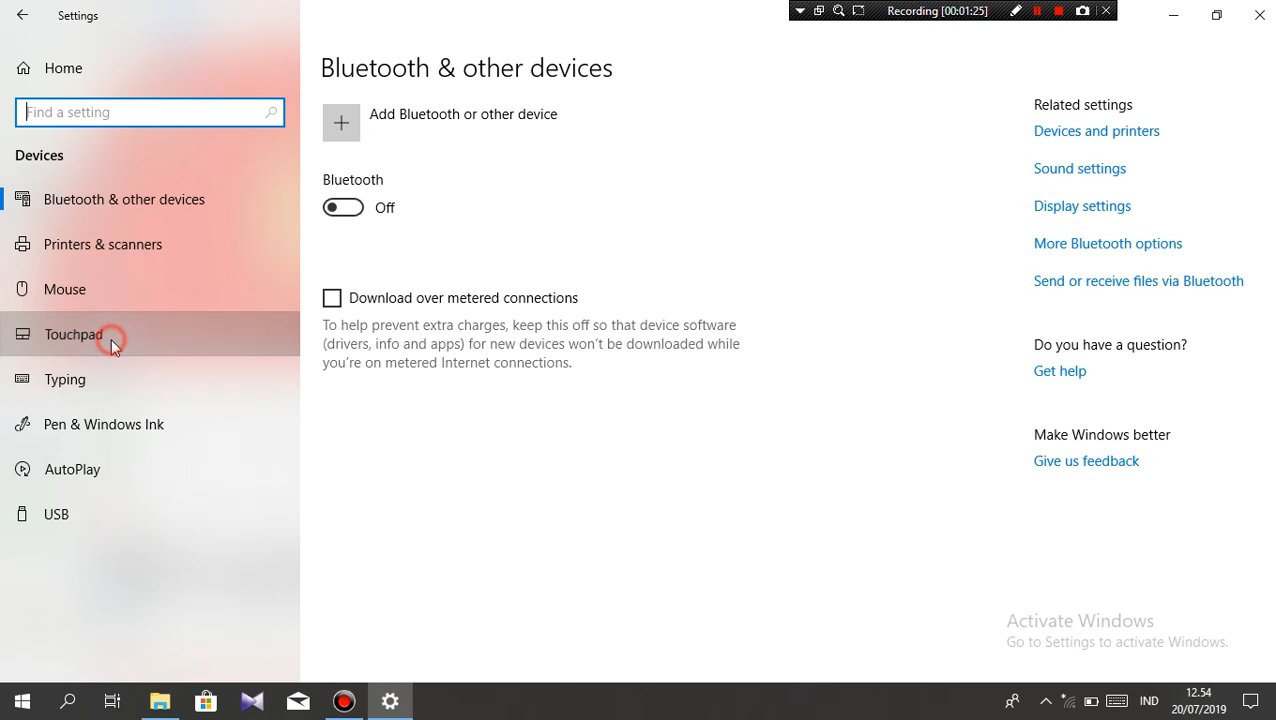 Settings
Recording [00:01:25]
Home
Find a setting
Devices
Bluetooth & other devices
Printers & scanners
Mouse
Touchpad
Typing
Pen & Windows Ink
AutoPlay
USB
Bluetooth & other devices
Add Bluetooth or other device
Bluetooth
Off
Download over metered connections
To help prevent extra charges, keep this off so that device software
(drivers, info and apps) for new devices won't be downloaded while
you're on metered Internet connections.
Related settings
Devices and printers
Sound settings
Display settings
More Bluetooth options
Send or receive files via Bluetooth
Do you have a question?
Get help
Make Windows better
Give us feedback
Activate Windows
Go to Settings to activate Windows.
IND
12.54
20/07/2019